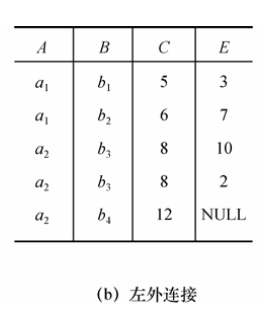 A B C E
a₁ b₁ 5 3
a₁ b₂ 6 7
a₂ b₃ 8 10
a₂ b₃ 8 2
a₂ b₄ 12 NULL
(b) 左外连接